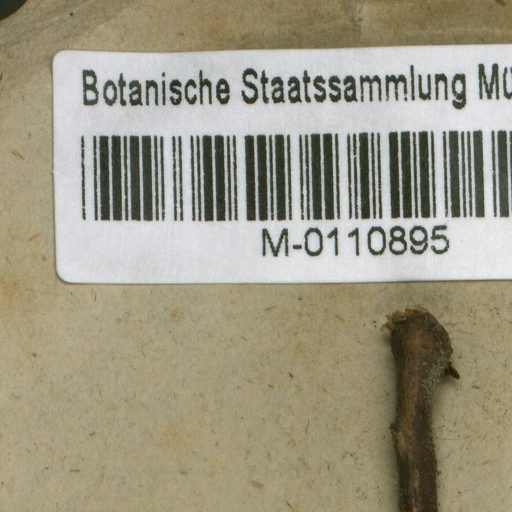 Botanische Staatssammlung Mü
M-0110895